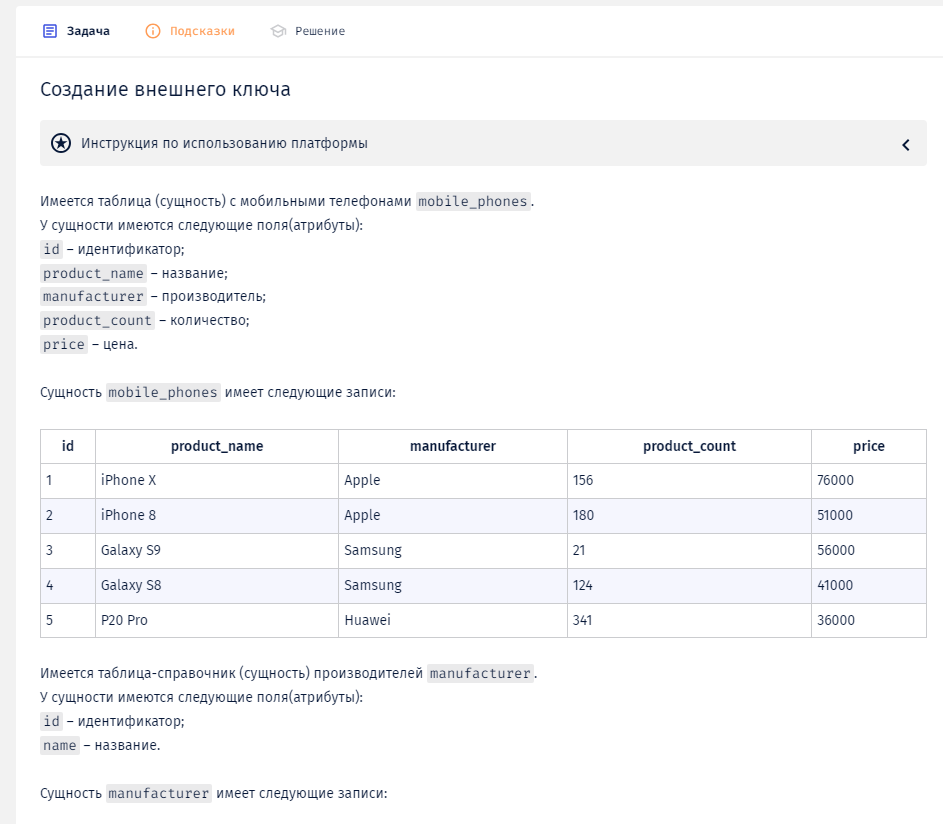 Задача Подсказки Решение
Создание внешнего ключа
Инструкция по использованию платформы
Имеется таблица (сущность) с мобильными телефонами mobile_phones.
У сущности имеются следующие поля(атрибуты):
id – идентификатор;
product_name – название;
manufacturer – производитель;
product_count – количество;
price – цена.
Сущность mobile_phones имеет следующие записи:
id product_name manufacturer product_count price
1 iPhone X Apple 156 76000
2 iPhone 8 Apple 180 51000
3 Galaxy S9 Samsung 21 56000
4 Galaxy S8 Samsung 124 41000
5 P20 Pro Huawei 341 36000
Имеется таблица-справочник (сущность) производителей manufacturer.
У сущности имеются следующие поля(атрибуты):
id – идентификатор;
name – название.
Сущность manufacturer имеет следующие записи: